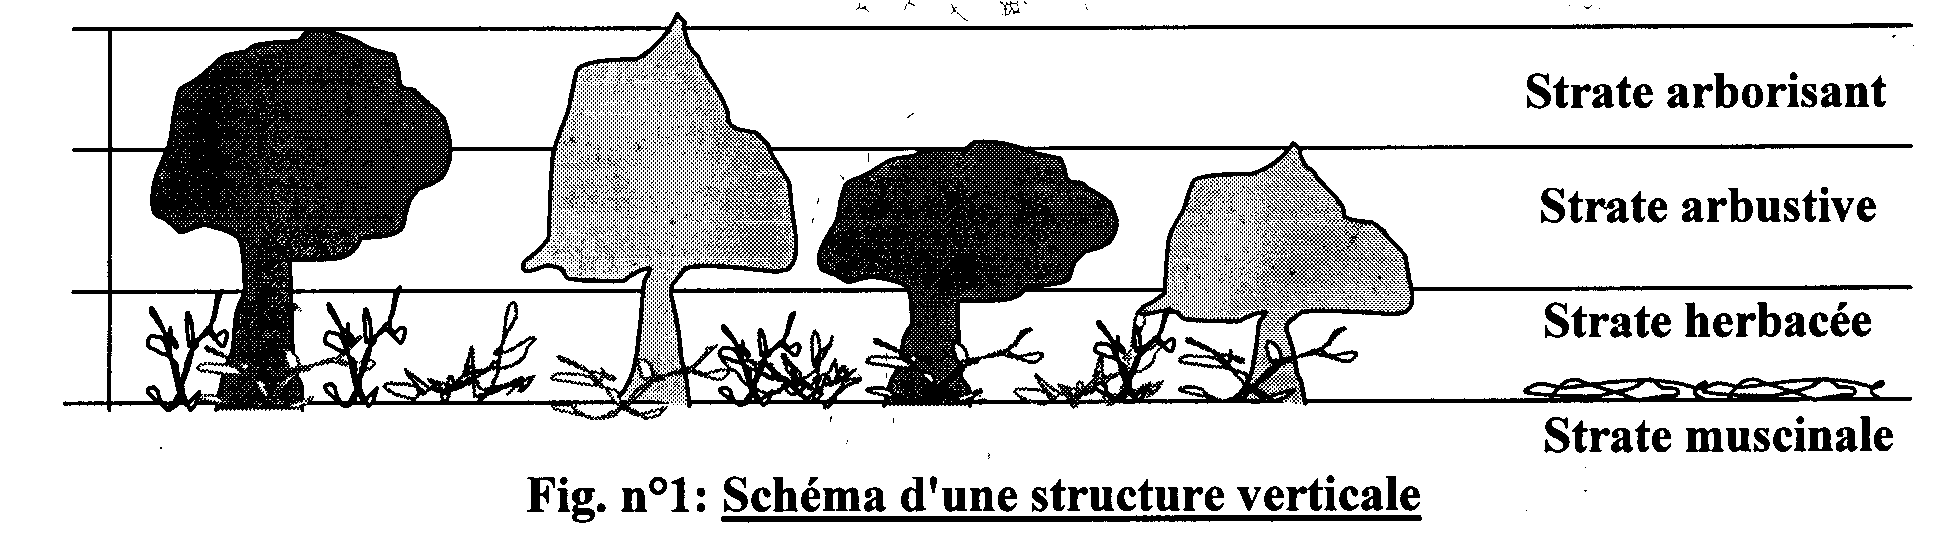 Strate arborisant
Strate arbustive
Strate herbacée
Strate muscinale
Fig. n°1: Schéma d'une structure verticale